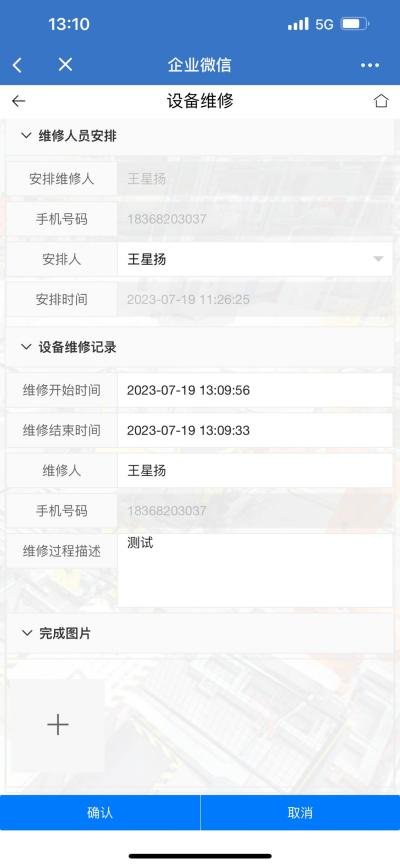 13:10
5G
企业微信
设备维修
维修人员安排
安排维修人 王星扬
手机号码 18368203037
安排人 王星扬
安排时间 2023-07-19 11:26:25
设备维修记录
维修开始时间 2023-07-19 13:09:56
维修结束时间 2023-07-19 13:09:33
维修人 王星扬
手机号码 18368203037
维修过程描述 测试
完成图片
确认 取消